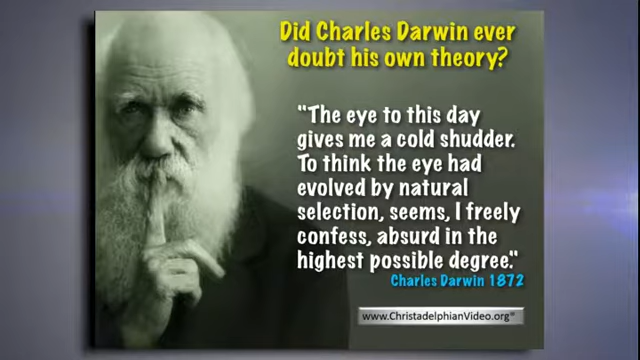 Did Charles Darwin ever
doubt his own theory?
"The eye to this day
gives me a cold shudder.
To think the eye had
evolved by natural
selection, seems, I freely
confess, absurd in the
highest possible degree."
Charles Darwin 1872
www.ChristadelphianVideo.org®